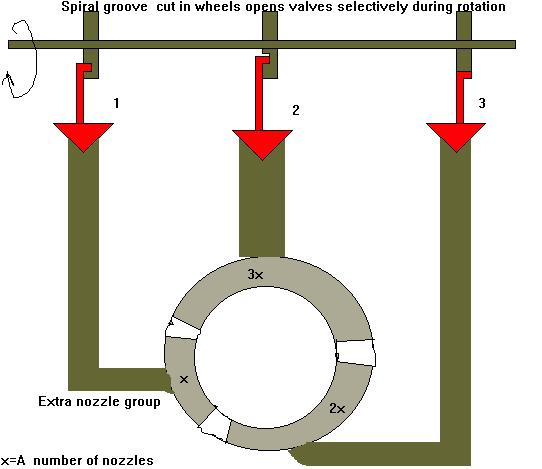 Spiral groove cut in wheels opens valves selectively during rotation
1
2
3
3x
x
Extra nozzle group
2x
x=A number of nozzles